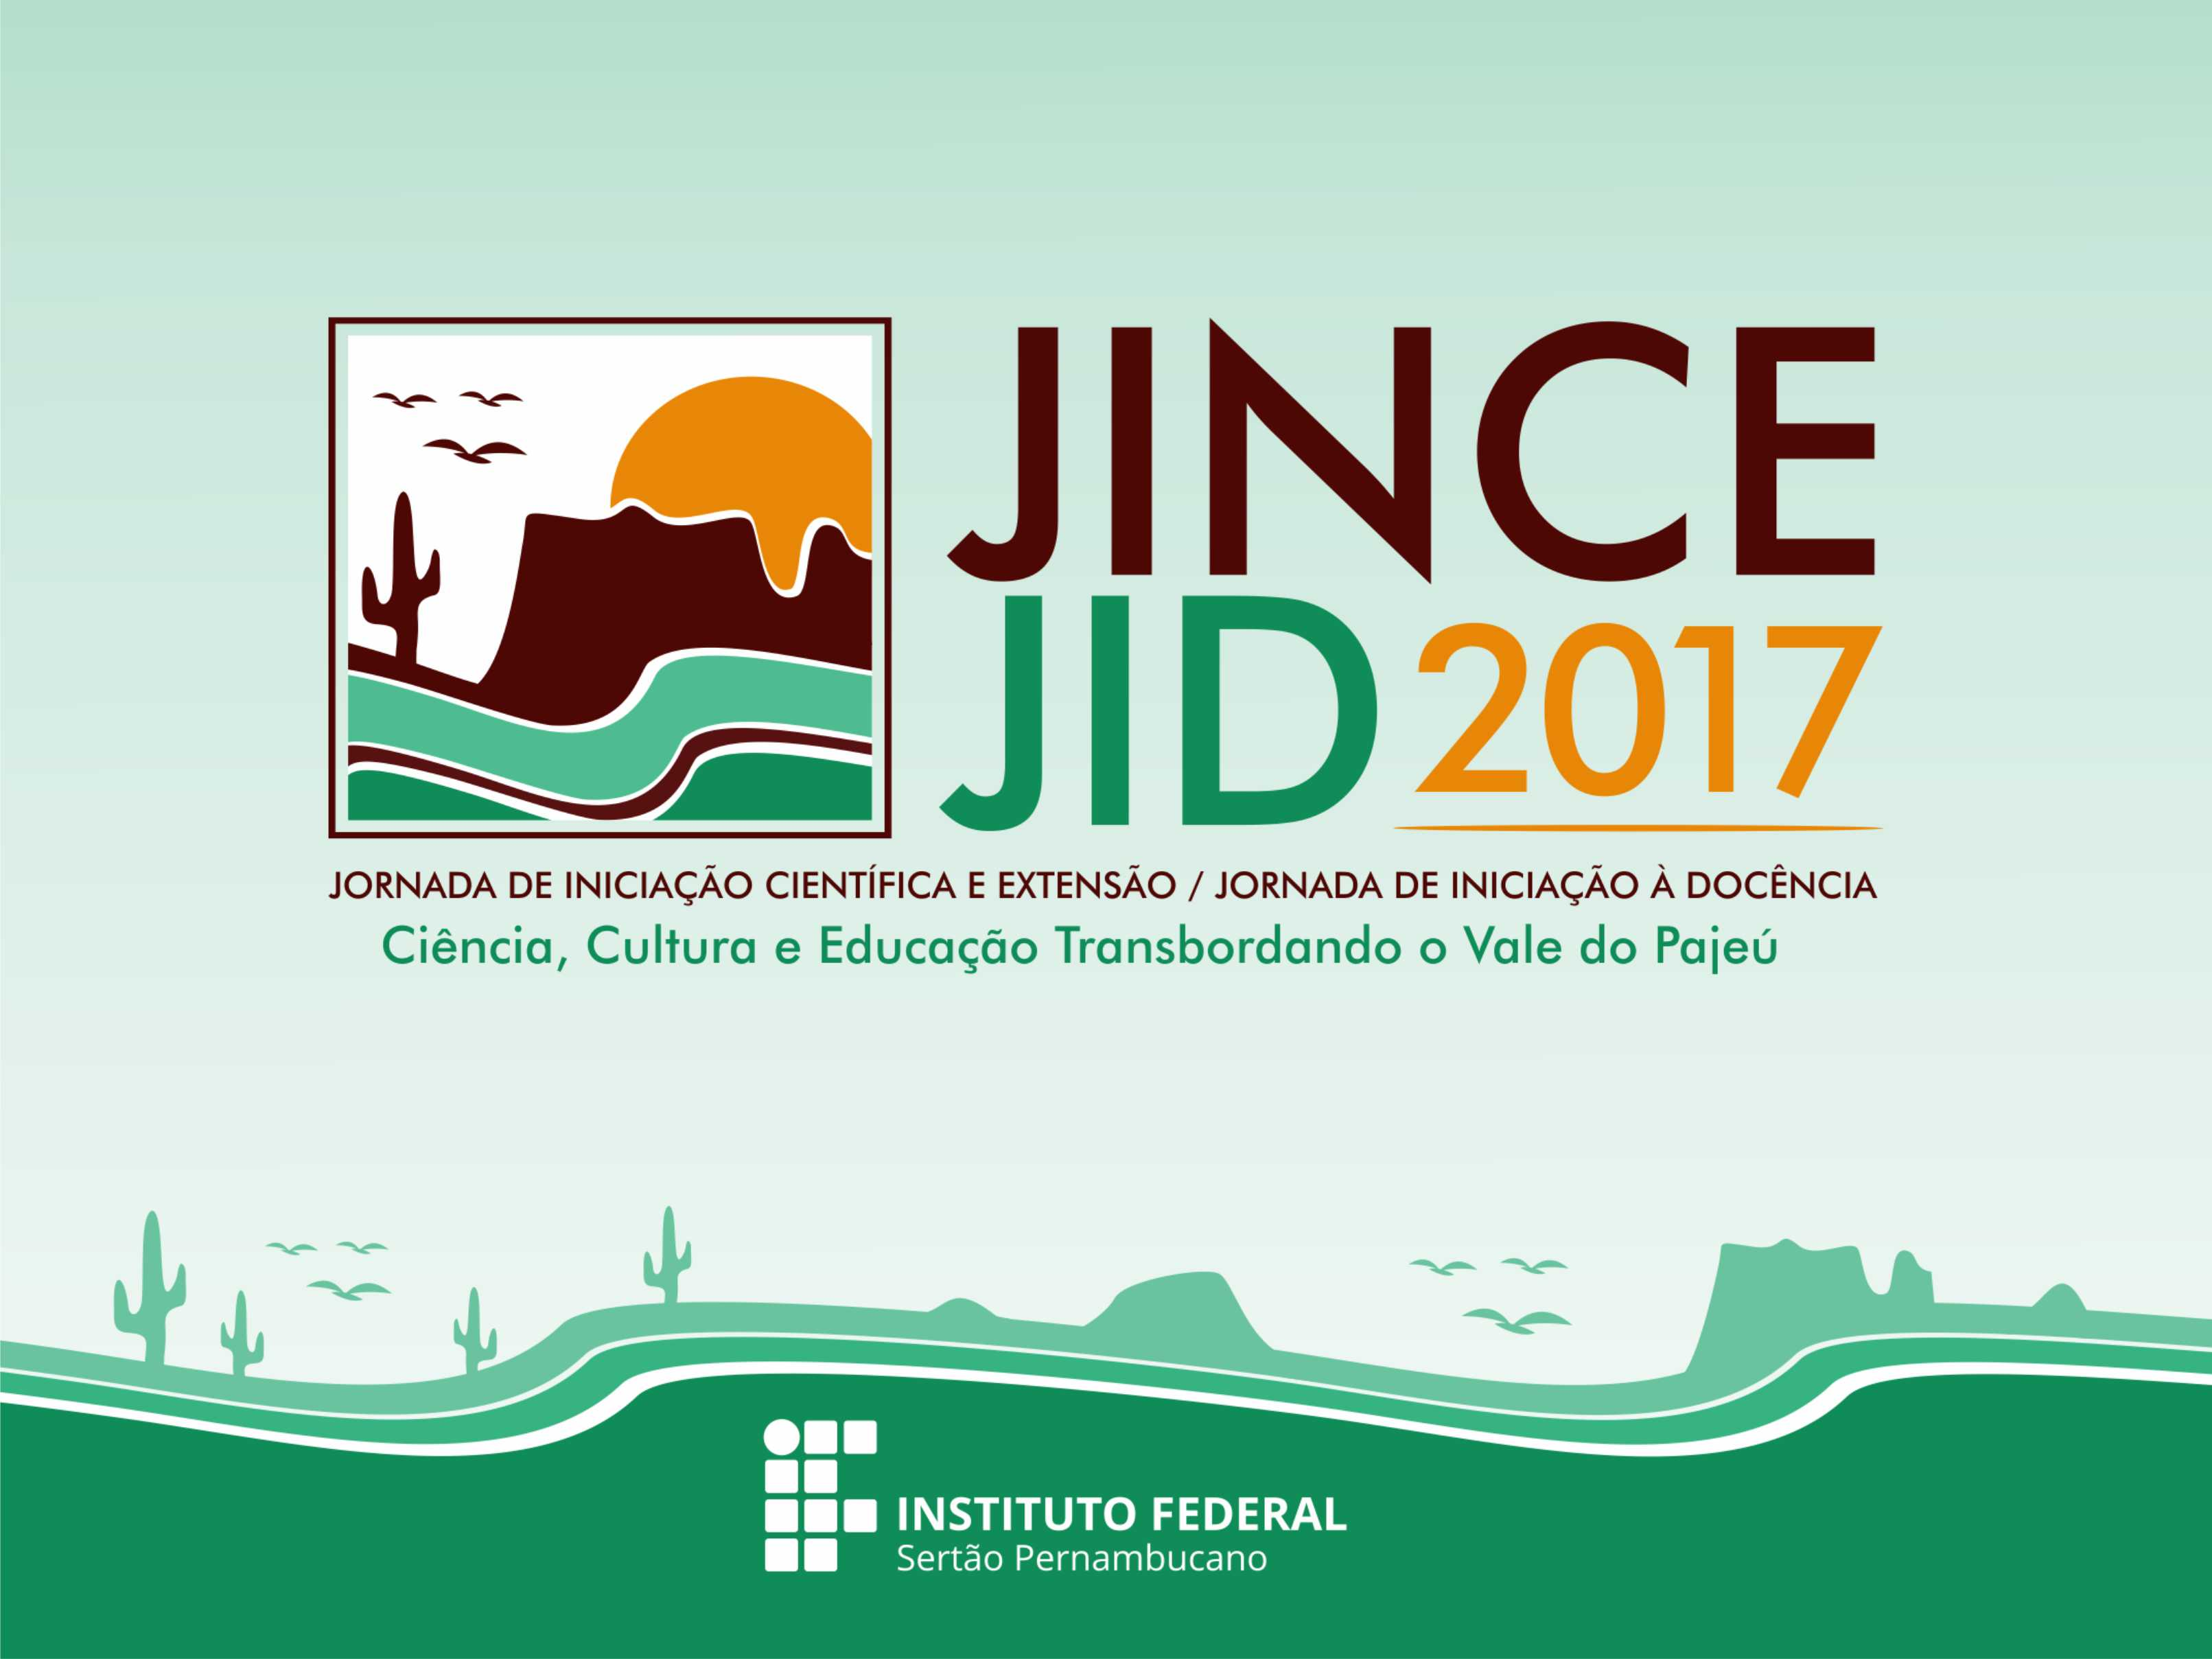 JINCE
JID 2017
JORNADA DE INICIAÇÃO CIENTÍFICA E EXTENSÃO / JORNADA DE INICIAÇÃO À DOCÊNCIA
Ciência, Cultura e Educação Transbordando o Vale do Pajeú
INSTITUTO FEDERAL
Sertão Pernambucano